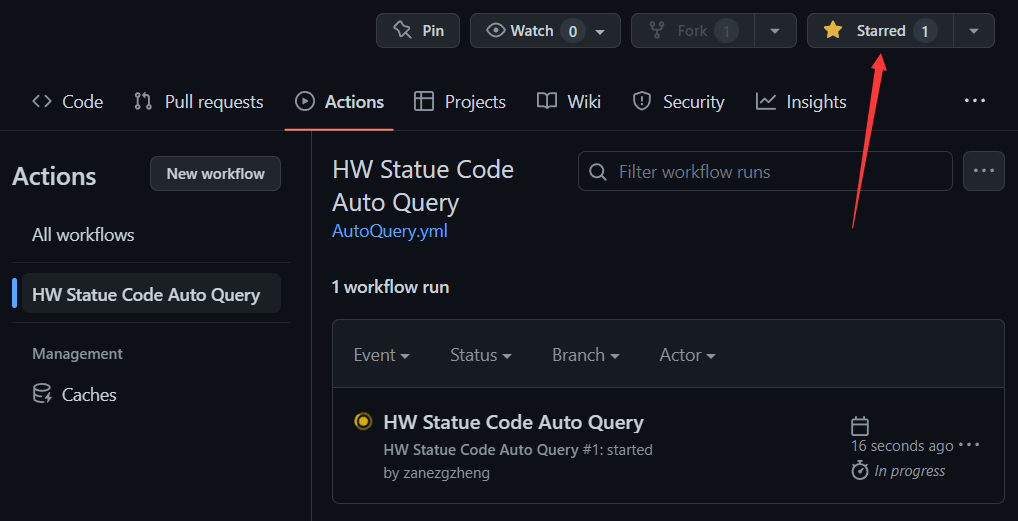 Pin
Watch 0
Fork 1
Starred 1
Code
Pull requests
Actions
Projects
Wiki
Security
Insights
Actions
New workflow
All workflows
HW Statue Code Auto Query
Management
Caches
HW Statue Code
Auto Query
AutoQuery.yml
Filter workflow runs
1 workflow run
Event
Status
Branch
Actor
HW Statue Code Auto Query
HW Statue Code Auto Query #1: started
by zanezgzheng
16 seconds ago
In progress